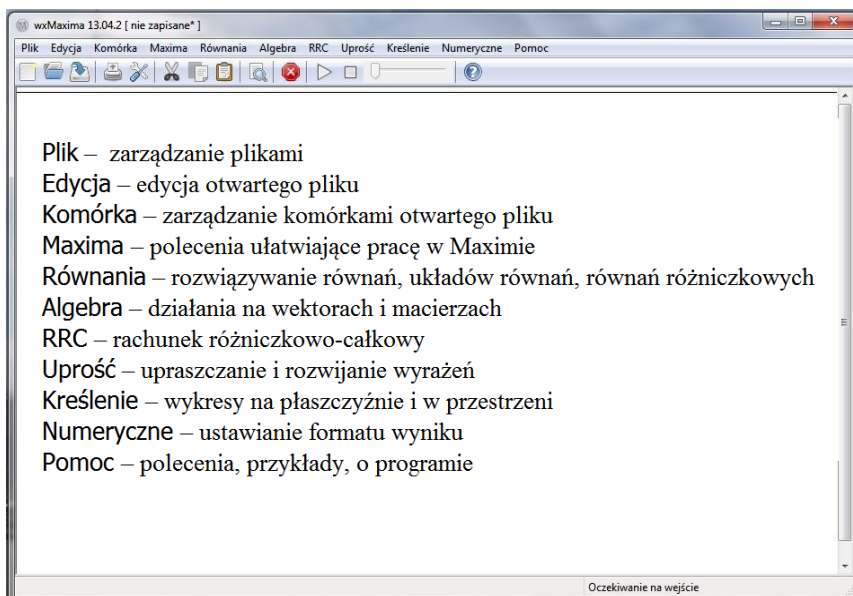 wxMaxima 13.04.2 [ nie zapisane* ]
Plik Edycja Komórka Maxima Równania Algebra RRC Uprość Kreślenie Numeryczne Pomoc
Plik – zarządzanie plikami
Edycja – edycja otwartego pliku
Komórka – zarządzanie komórkami otwartego pliku
Maxima – polecenia ułatwiające pracę w Maximie
Równania – rozwiązywanie równań, układów równań, równań różniczkowych
Algebra – działania na wektorach i macierzach
RRC – rachunek różniczkowo-całkowy
Uprość – upraszczanie i rozwijanie wyrażeń
Kreślenie – wykresy na płaszczyźnie i w przestrzeni
Numeryczne – ustawianie formatu wyniku
Pomoc – polecenia, przykłady, o programie
Oczekiwanie na wejście